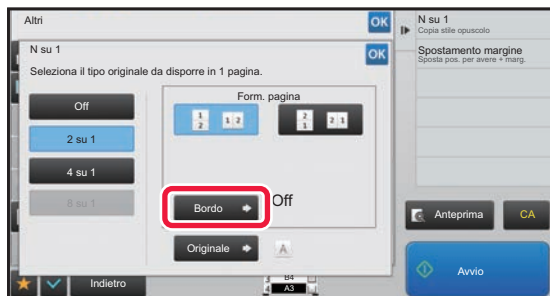 Altri
OK
N su 1
Copia stile opuscolo
N su 1
OK
Spostamento margine
Sposta pos. per avere + marg.
Seleziona il tipo originale da disporre in 1 pagina.
Off
Form. pagina
1 2 1 2
2 1 2 1
2 su 1
4 su 1
8 su 1
Bordo
Off
Originale
A
Anteprima
CA
Avvio
Indietro
3 B4
4 A3